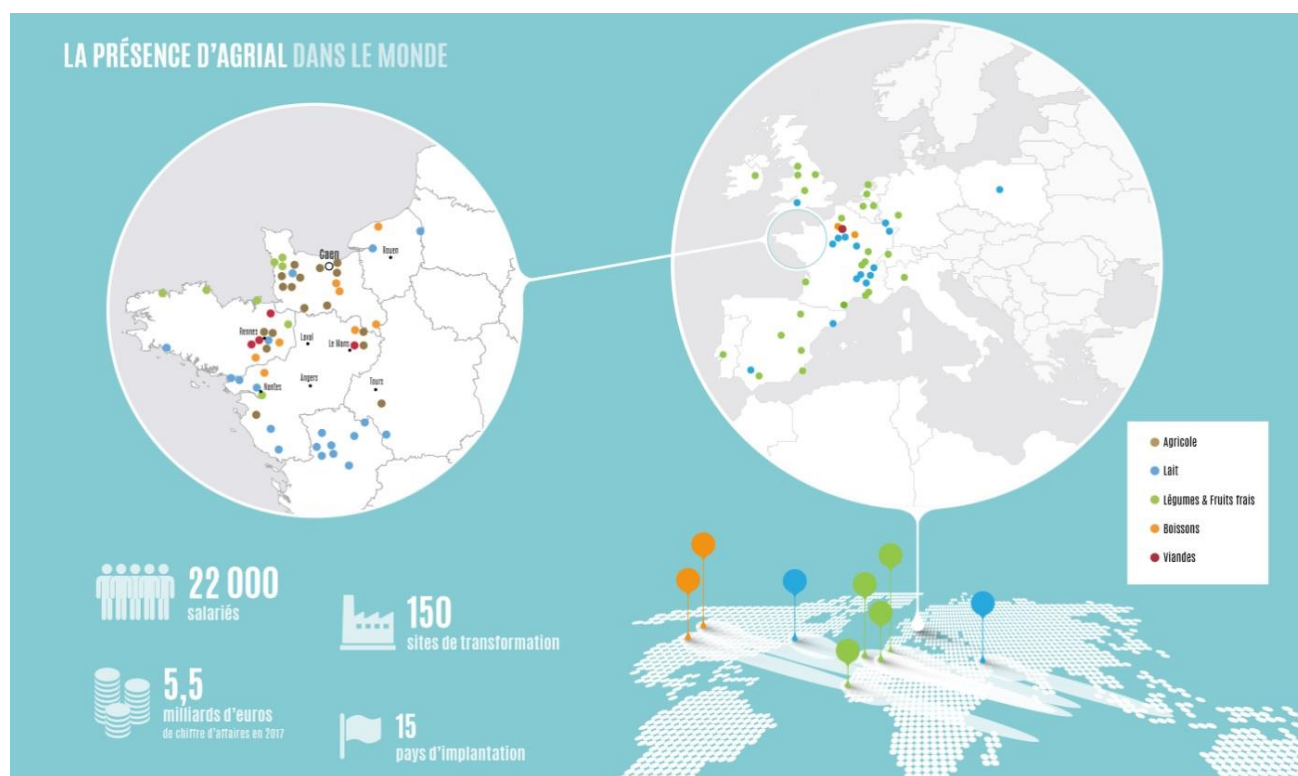 LA PRÉSENCE D'AGRIAL DANS LE MONDE
Caen
Rouen
Rennes
Laval
Le Mans
Nantes
Angers
Tours
Agricole
Lait
Légumes & Fruits frais
Boissons
Viandes
22 000
salariés
150
sites de transformation
5,5
milliards d'euros
de chiffre d'affaires en 2017
15
pays d'implantation